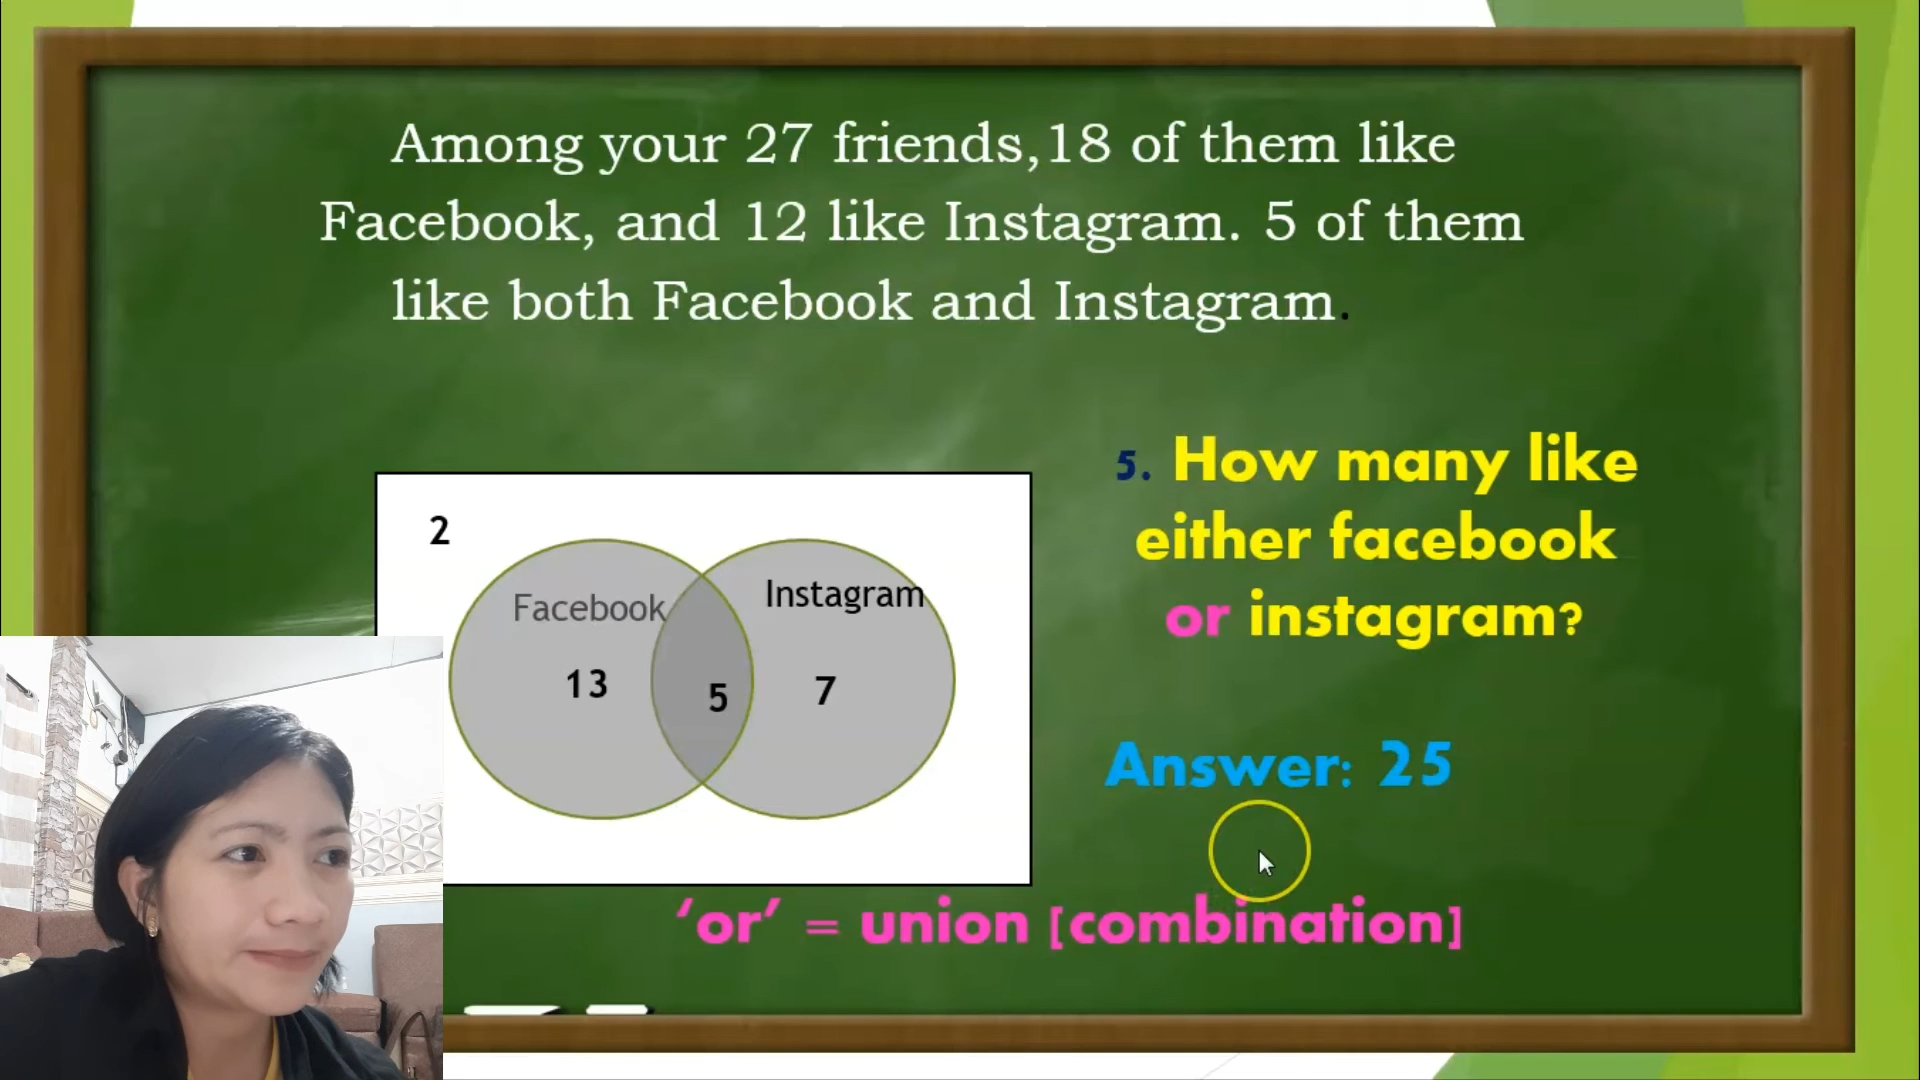 Among your 27 friends,18 of them like
Facebook, and 12 like Instagram. 5 of them
like both Facebook and Instagram.
5. How many like
either facebook
or instagram?
2
Facebook
Instagram
13
5
7
Answer: 25
‘or’ = union [combination]